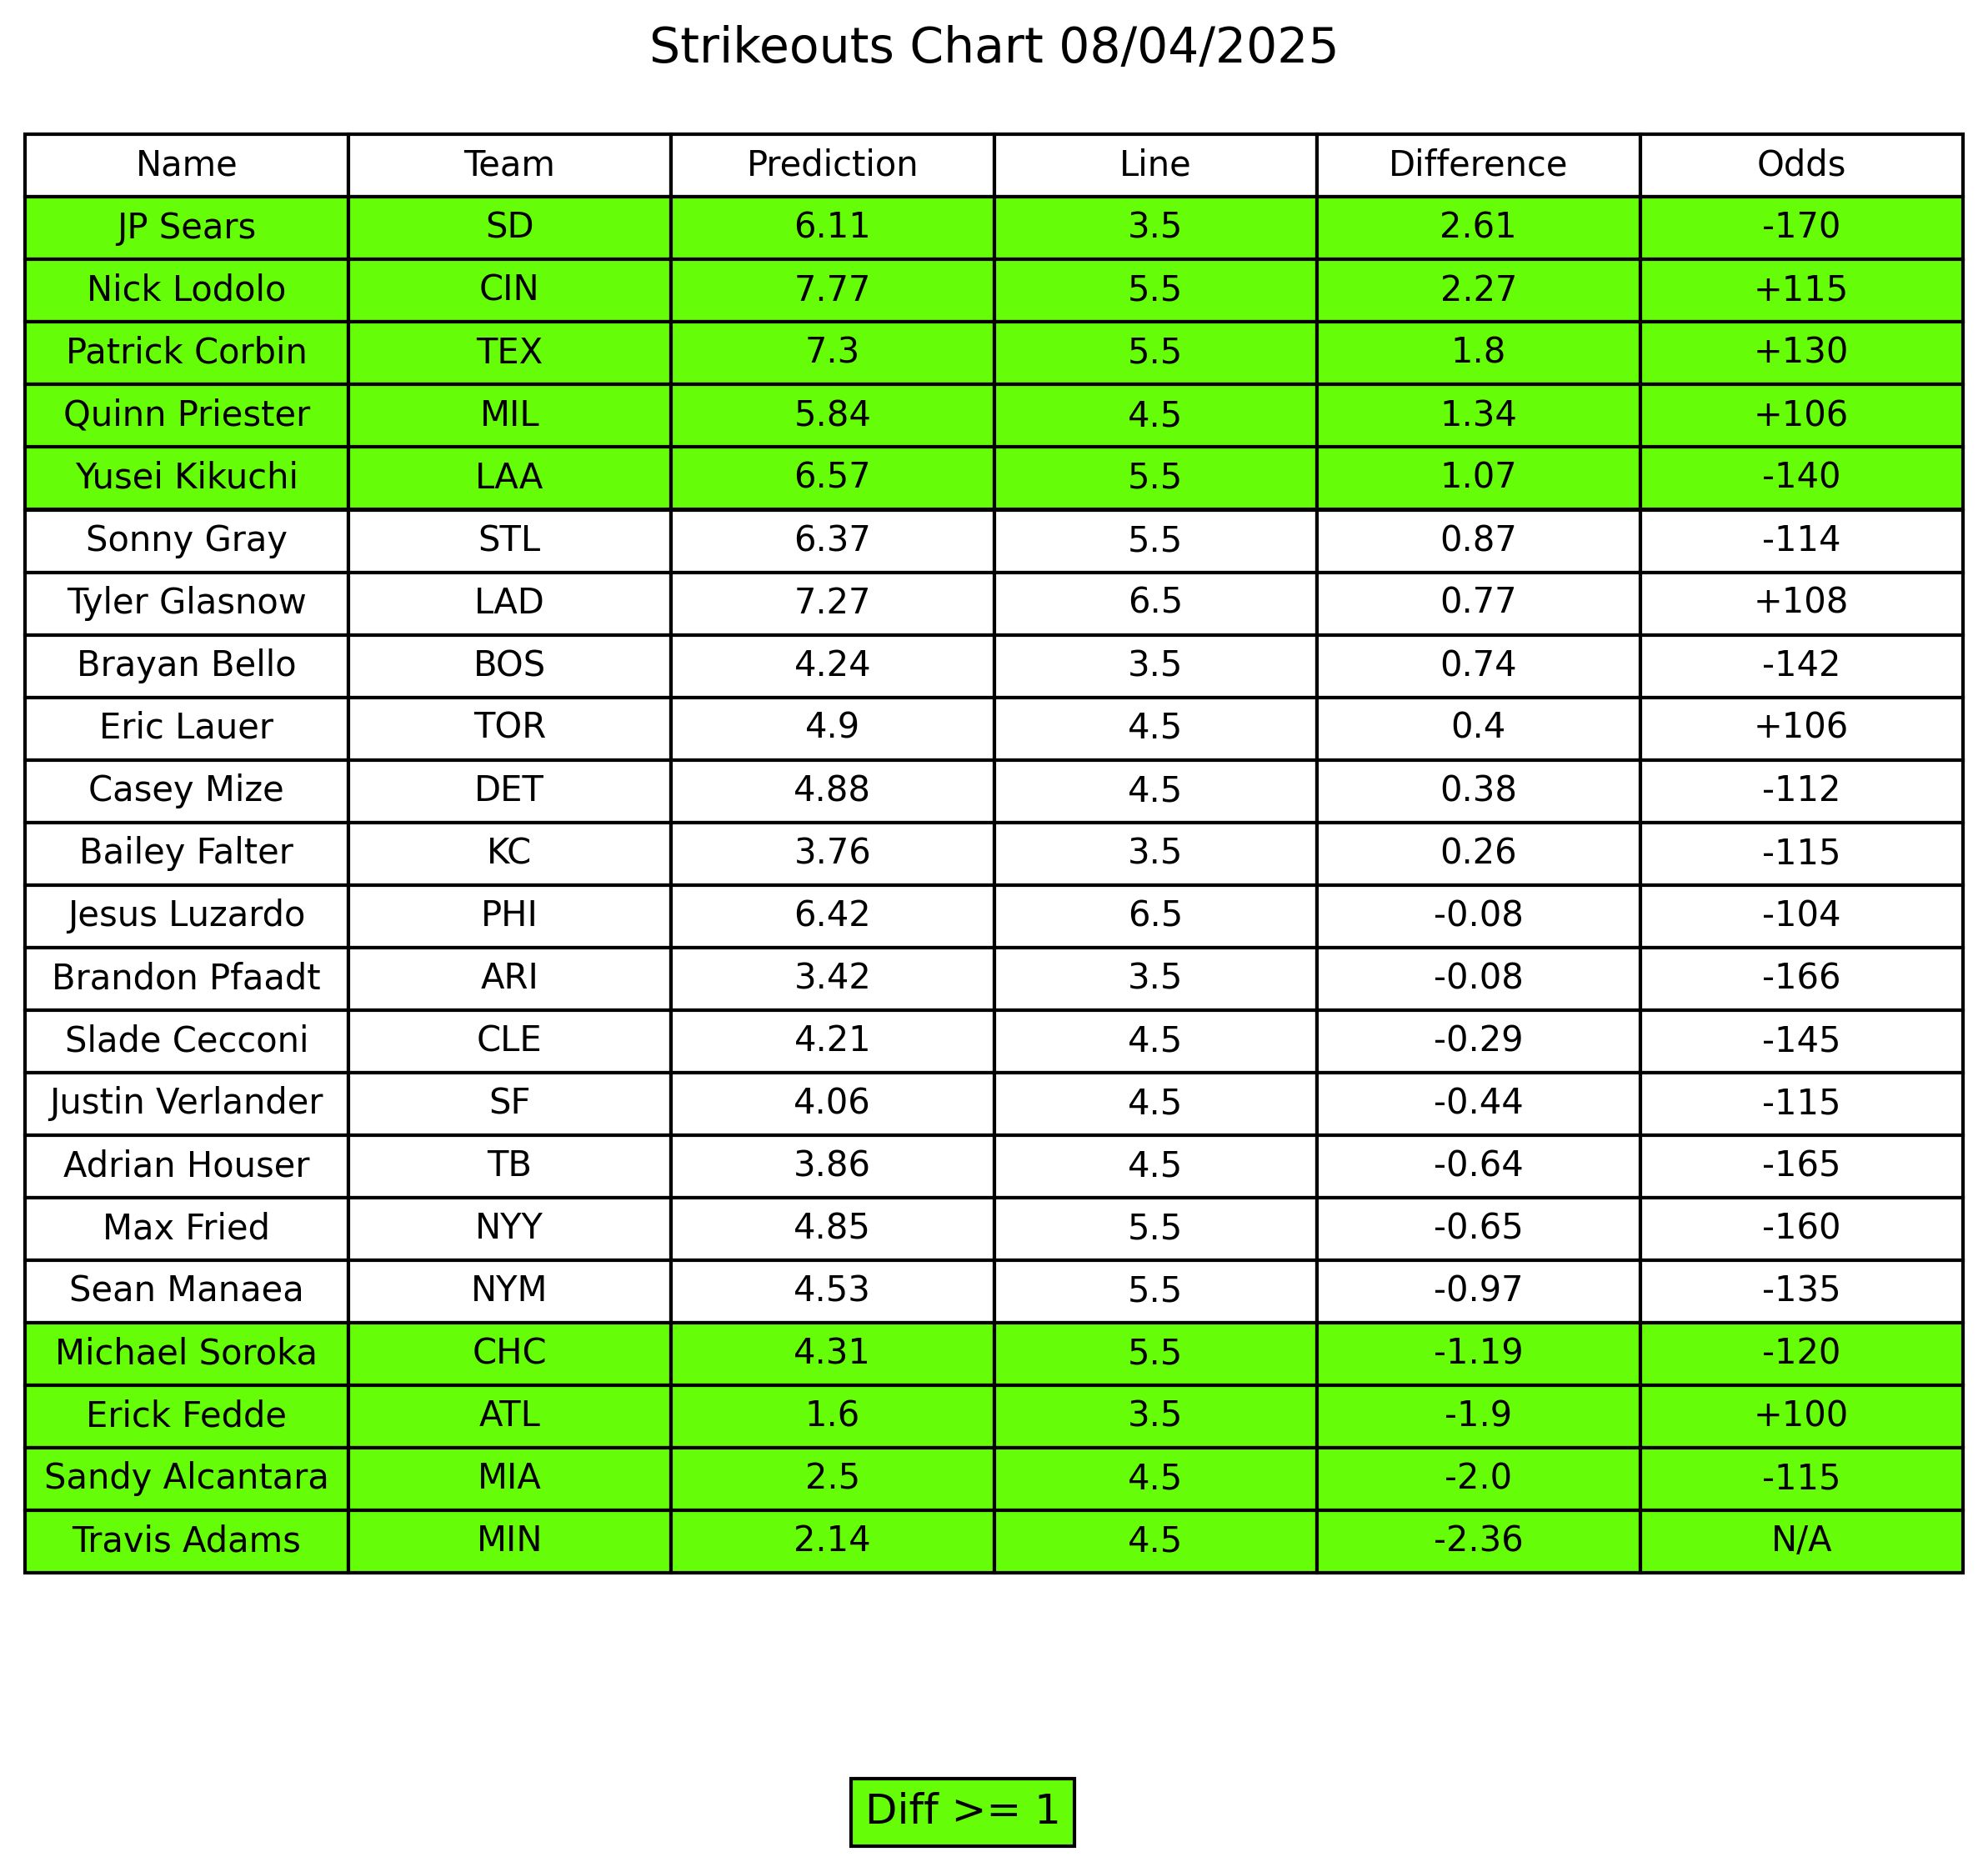 Strikeouts Chart 08/04/2025
Name Team Prediction Line Difference Odds
JP Sears SD 6.11 3.5 2.61 -170
Nick Lodolo CIN 7.77 5.5 2.27 +115
Patrick Corbin TEX 7.3 5.5 1.8 +130
Quinn Priester MIL 5.84 4.5 1.34 +106
Yusei Kikuchi LAA 6.57 5.5 1.07 -140
Sonny Gray STL 6.37 5.5 0.87 -114
Tyler Glasnow LAD 7.27 6.5 0.77 +108
Brayan Bello BOS 4.24 3.5 0.74 -142
Eric Lauer TOR 4.9 4.5 0.4 +106
Casey Mize DET 4.88 4.5 0.38 -112
Bailey Falter KC 3.76 3.5 0.26 -115
Jesus Luzardo PHI 6.42 6.5 -0.08 -104
Brandon Pfaadt ARI 3.42 3.5 -0.08 -166
Slade Cecconi CLE 4.21 4.5 -0.29 -145
Justin Verlander SF 4.06 4.5 -0.44 -115
Adrian Houser TB 3.86 4.5 -0.64 -165
Max Fried NYY 4.85 5.5 -0.65 -160
Sean Manaea NYM 4.53 5.5 -0.97 -135
Michael Soroka CHC 4.31 5.5 -1.19 -120
Erick Fedde ATL 1.6 3.5 -1.9 +100
Sandy Alcantara MIA 2.5 4.5 -2.0 -115
Travis Adams MIN 2.14 4.5 -2.36 N/A
Diff >= 1